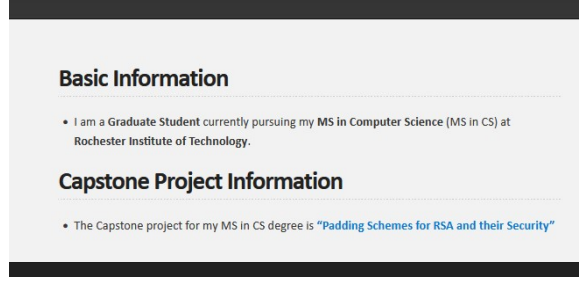 Basic Information
• I am a Graduate Student currently pursuing my MS in Computer Science (MS in CS) at
Rochester Institute of Technology.
Capstone Project Information
• The Capstone project for my MS in CS degree is “Padding Schemes for RSA and their Security”